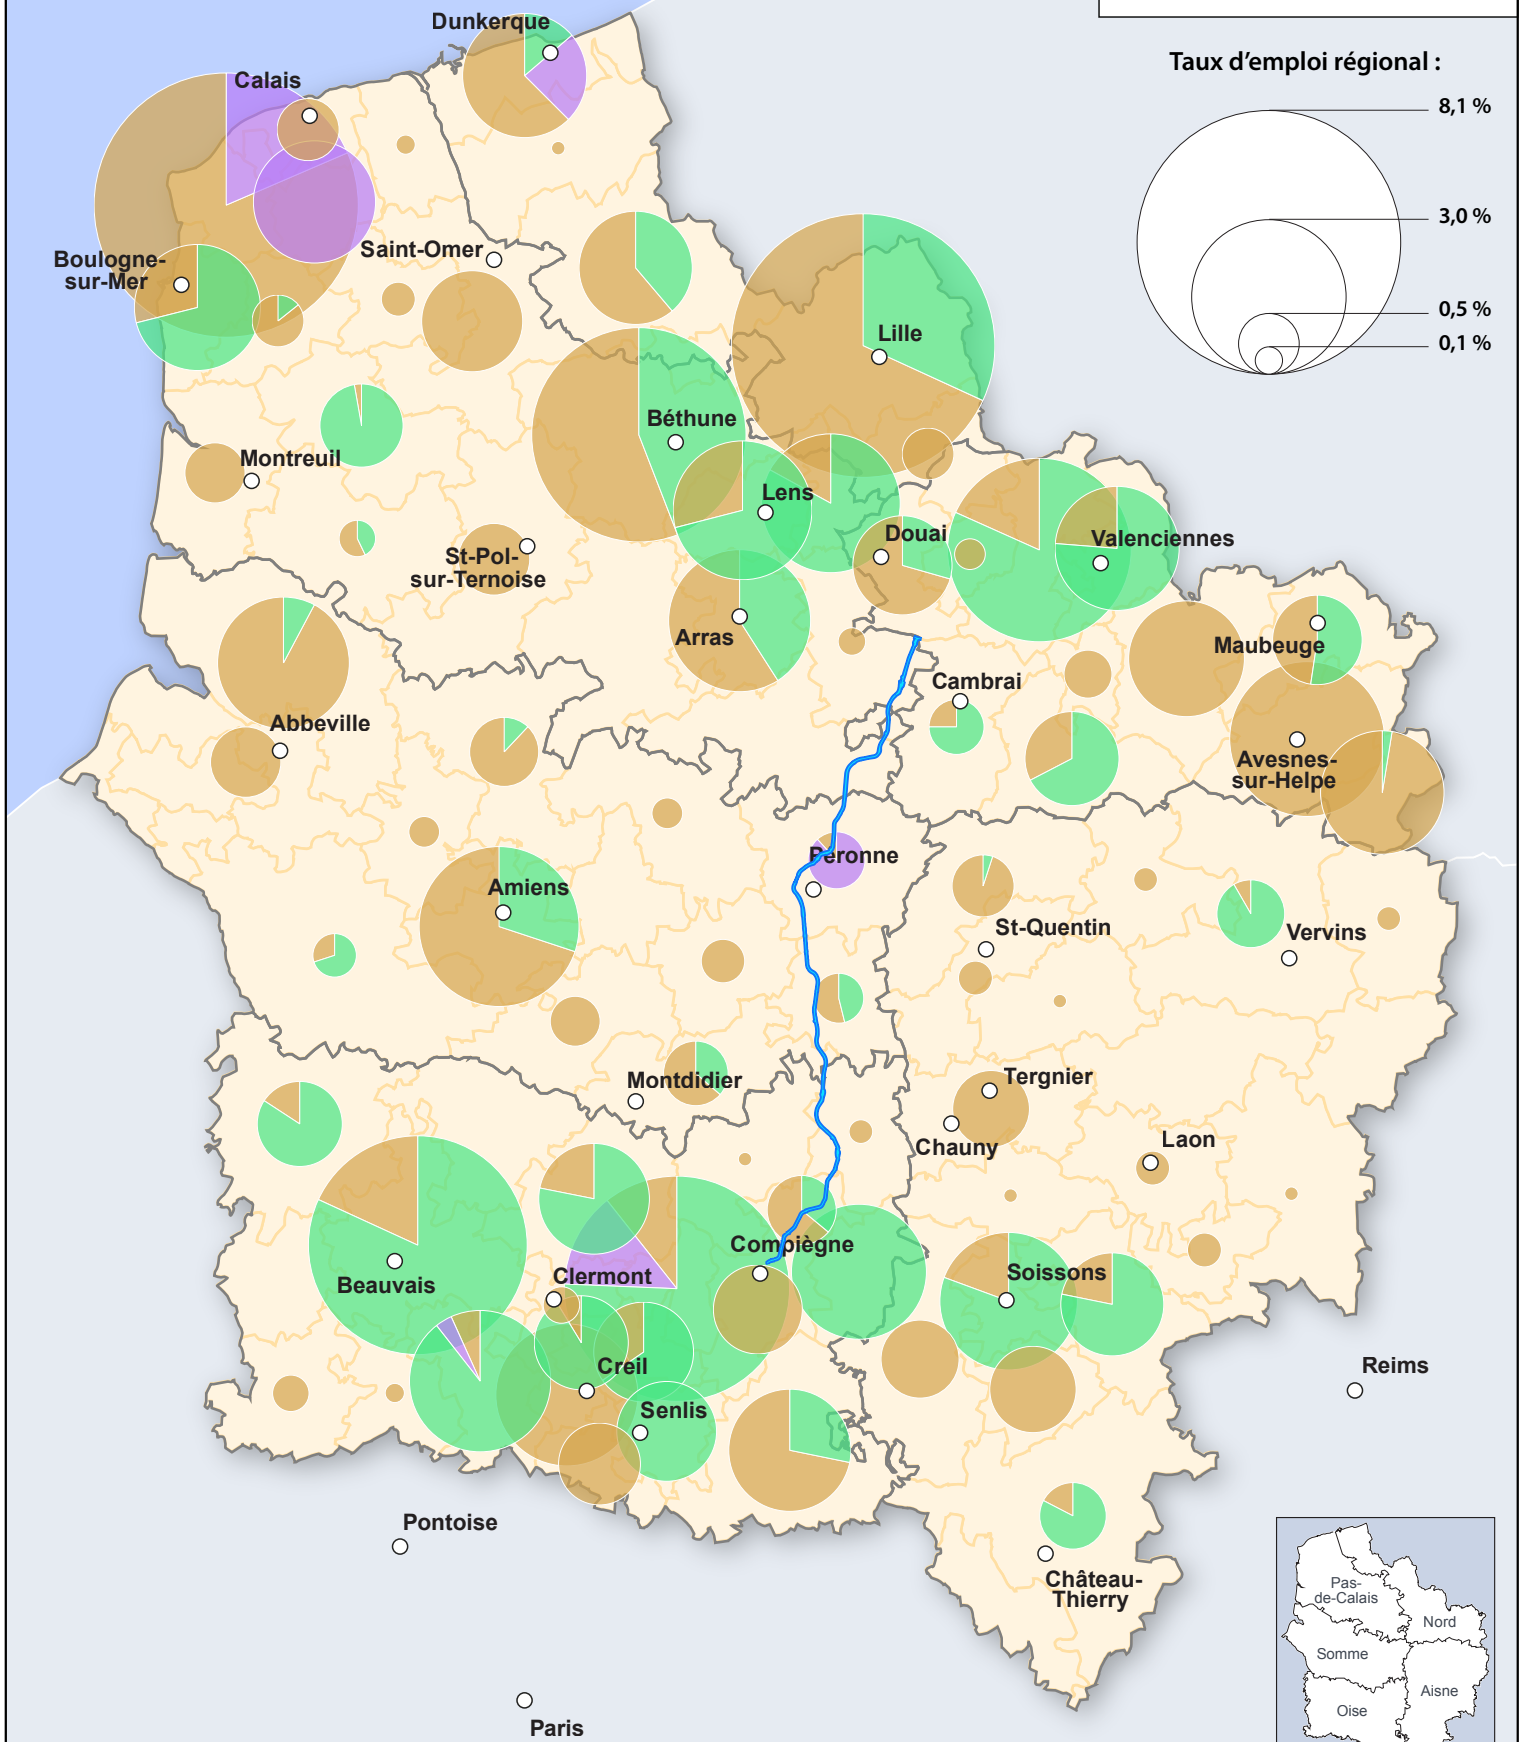 Dunkerque
Taux d'emploi régional :
Calais
8,1 %
3,0 %
Saint-Omer
Boulogne-
sur-Mer
0,5 %
Lille
0,1 %
Béthune
Montreuil
Lens
Douai
Valenciennes
St-Pol-
sur-Ternoise
Arras
Maubeuge
Cambrai
Abbeville
Avesnes-
sur-Helpe
Péronne
Amiens
St-Quentin
Vervins
Montdidier
Tergnier
Chauny
Laon
Compiègne
Clermont
Soissons
Beauvais
Creil
Reims
Senlis
Pontoise
Château-
Thierry
Pas-
de-Calais
Nord
Somme
Aisne
Oise
Paris